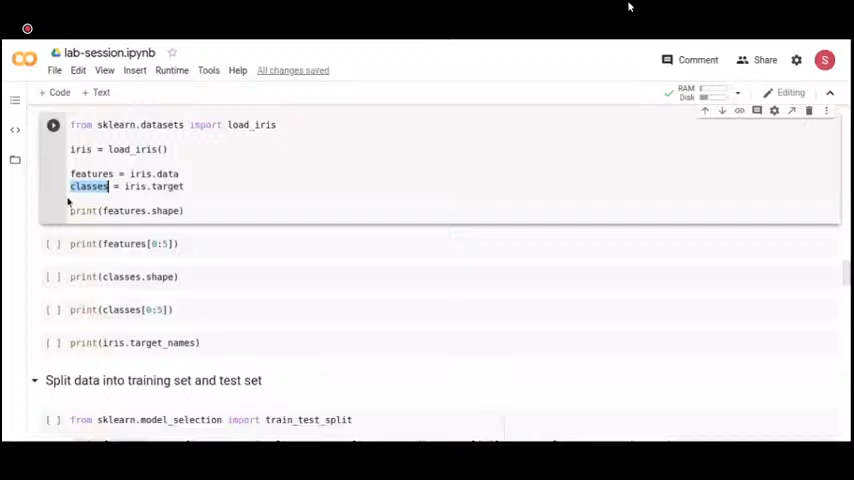 lab-session.ipynb
File Edit View Insert Runtime Tools Help All changes saved
Comment Share S
+ Code + Text
RAM
Disk
Editing
from sklearn.datasets import load_iris
iris = load_iris()
features = iris.data
classes = iris.target
print(features.shape)
[ ] print(features[0:5])
[ ] print(classes.shape)
[ ] print(classes[0:5])
[ ] print(iris.target_names)
Split data into training set and test set
[ ] from sklearn.model_selection import train_test_split